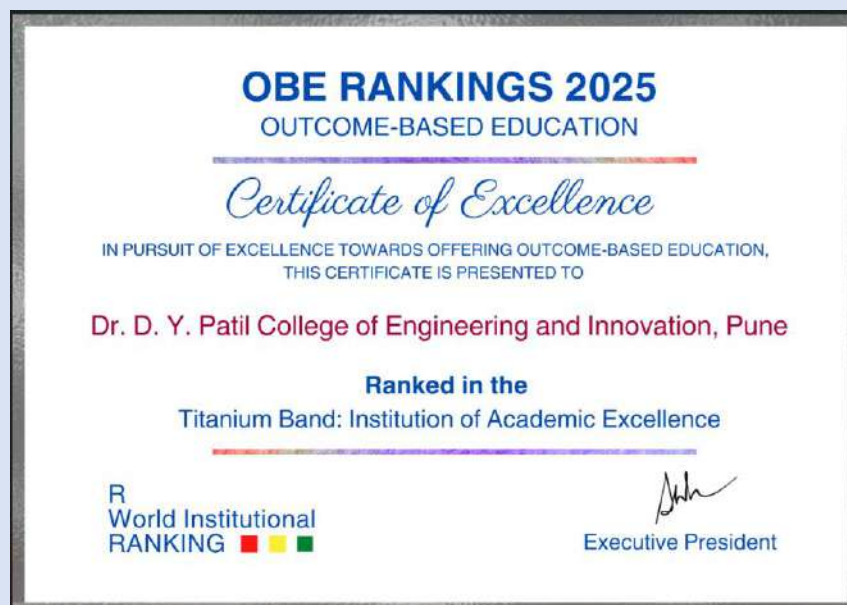 OBE RANKINGS 2025
OUTCOME-BASED EDUCATION
Certificate of Excellence
IN PURSUIT OF EXCELLENCE TOWARDS OFFERING OUTCOME-BASED EDUCATION,
THIS CERTIFICATE IS PRESENTED TO
Dr. D. Y. Patil College of Engineering and Innovation, Pune
Ranked in the
Titanium Band: Institution of Academic Excellence
R
World Institutional
RANKING
Executive President